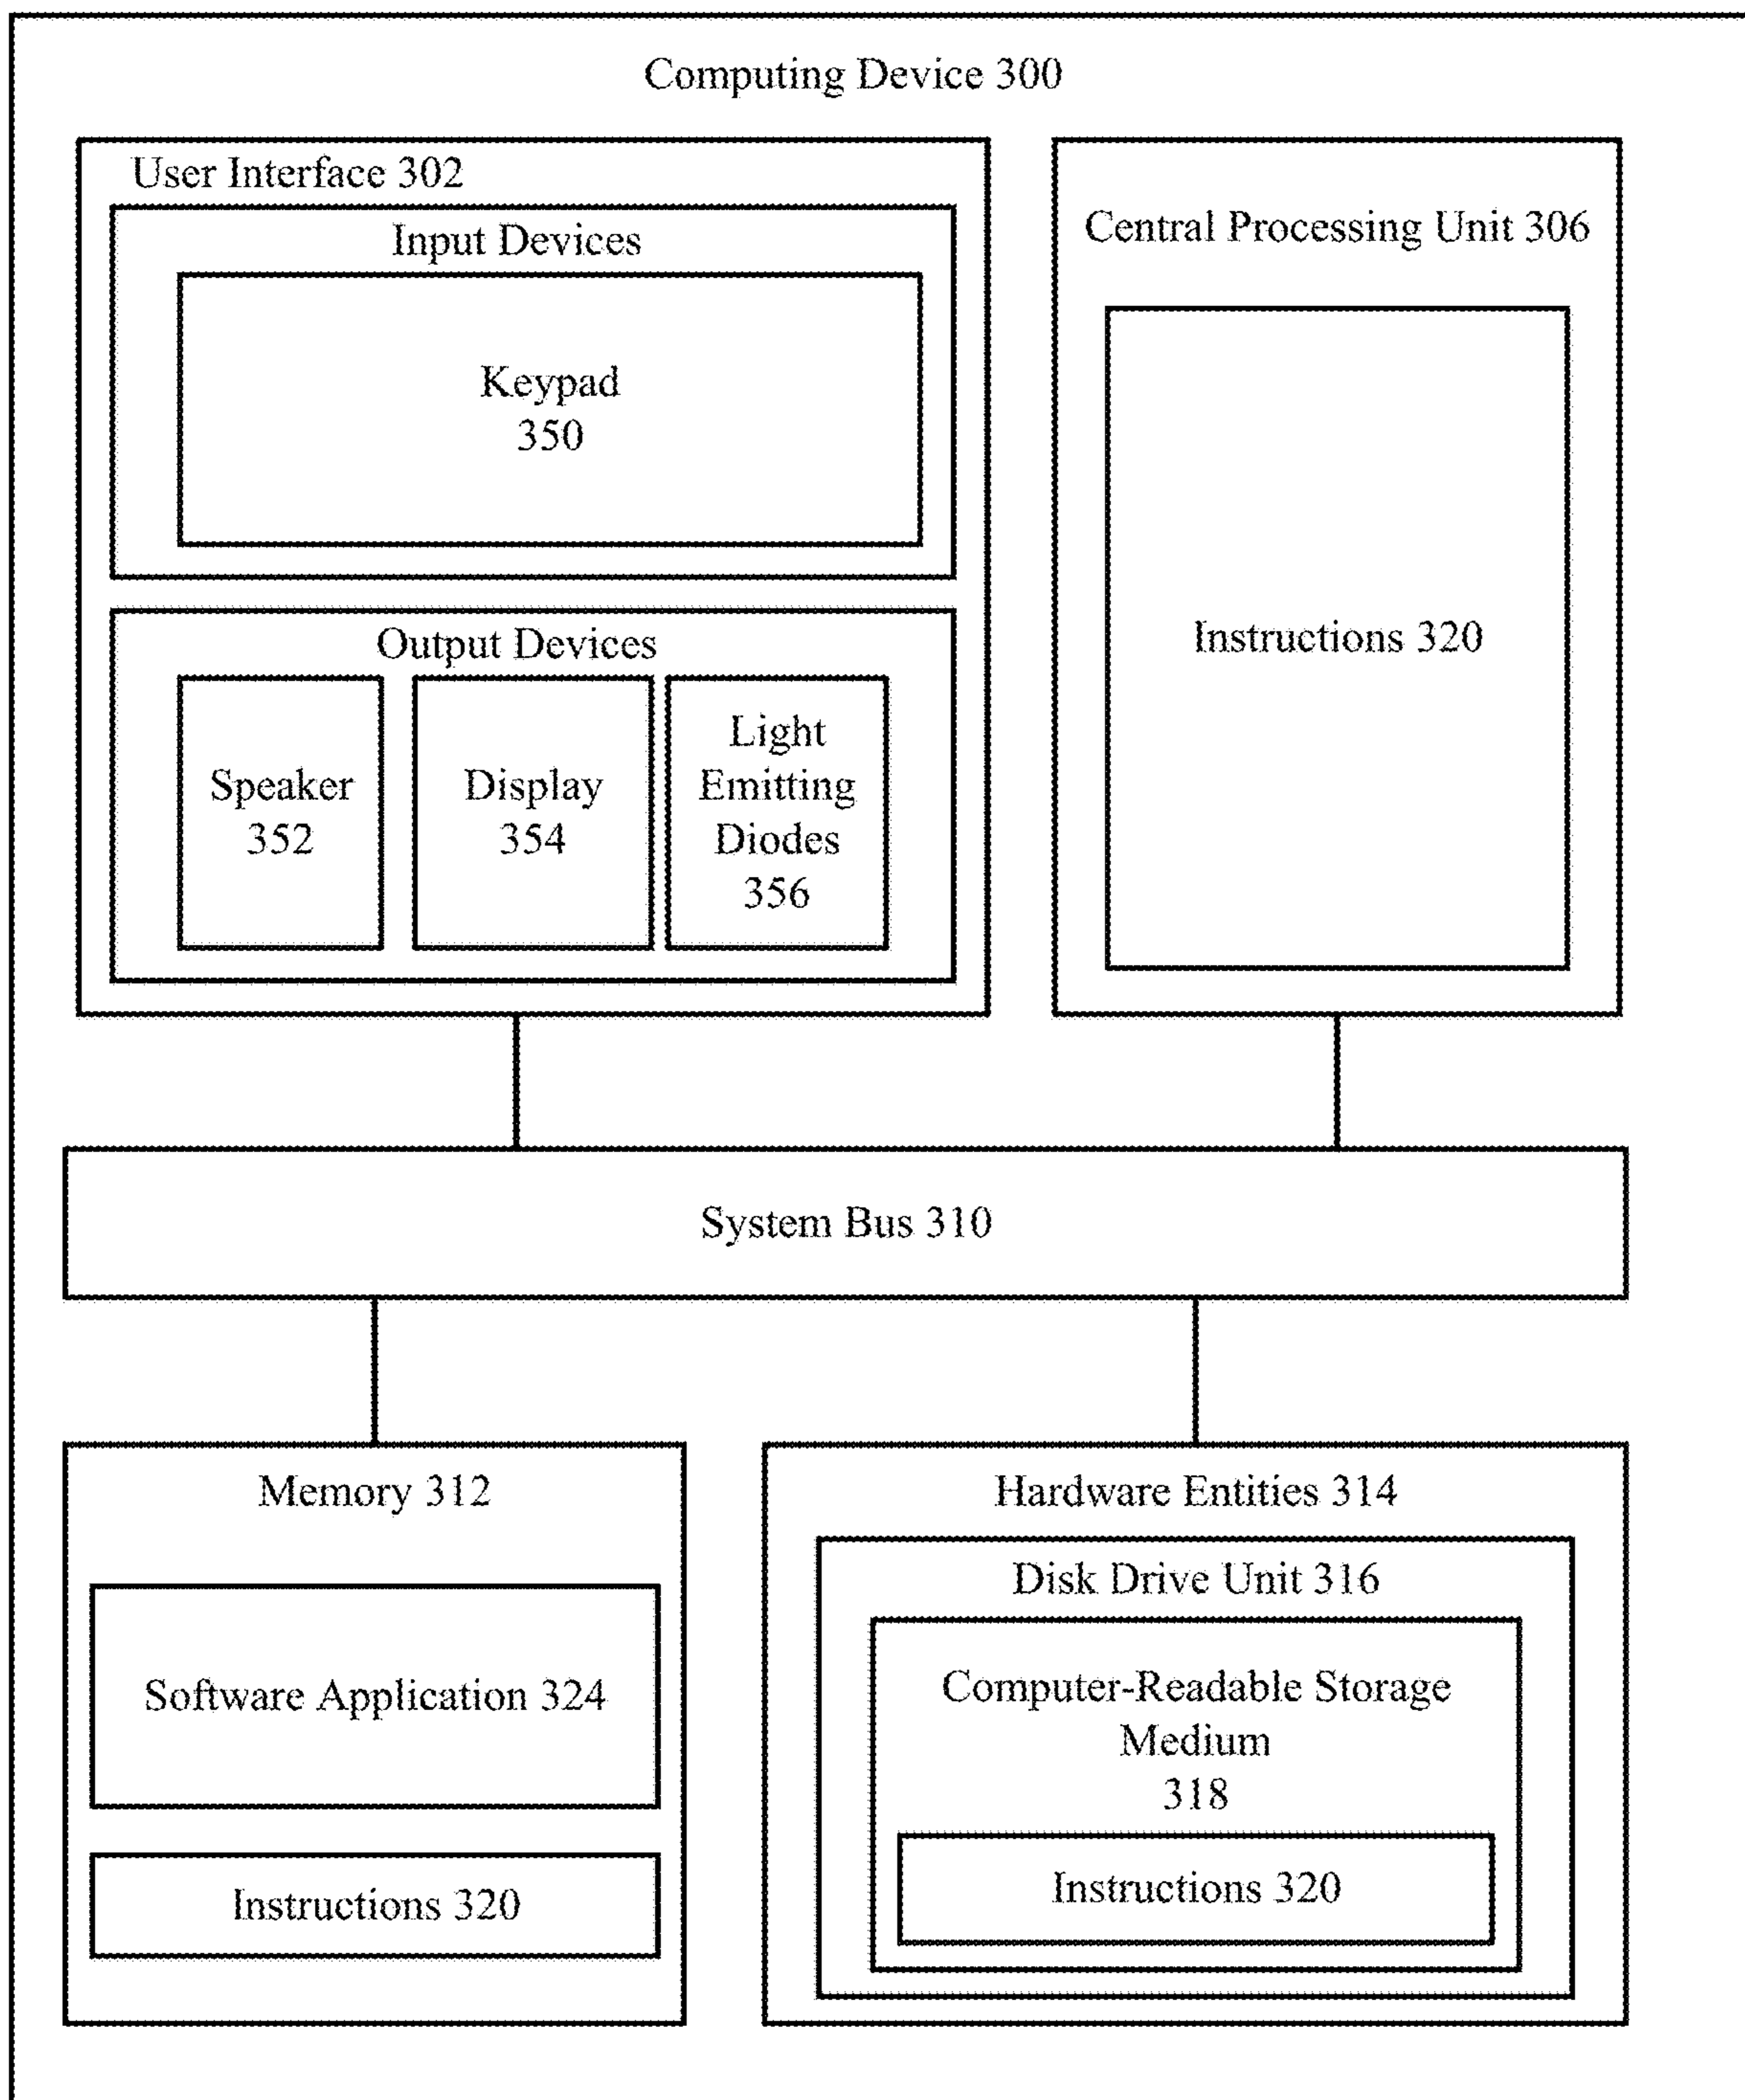 Computing Device 300
User Interface 302
Input Devices
Keypad
350
Output Devices
Speaker
352
Display
354
Light
Emitting
Diodes
356
Central Processing Unit 306
Instructions 320
System Bus 310
Memory 312
Software Application 324
Instructions 320
Hardware Entities 314
Disk Drive Unit 316
Computer-Readable Storage
Medium
318
Instructions 320